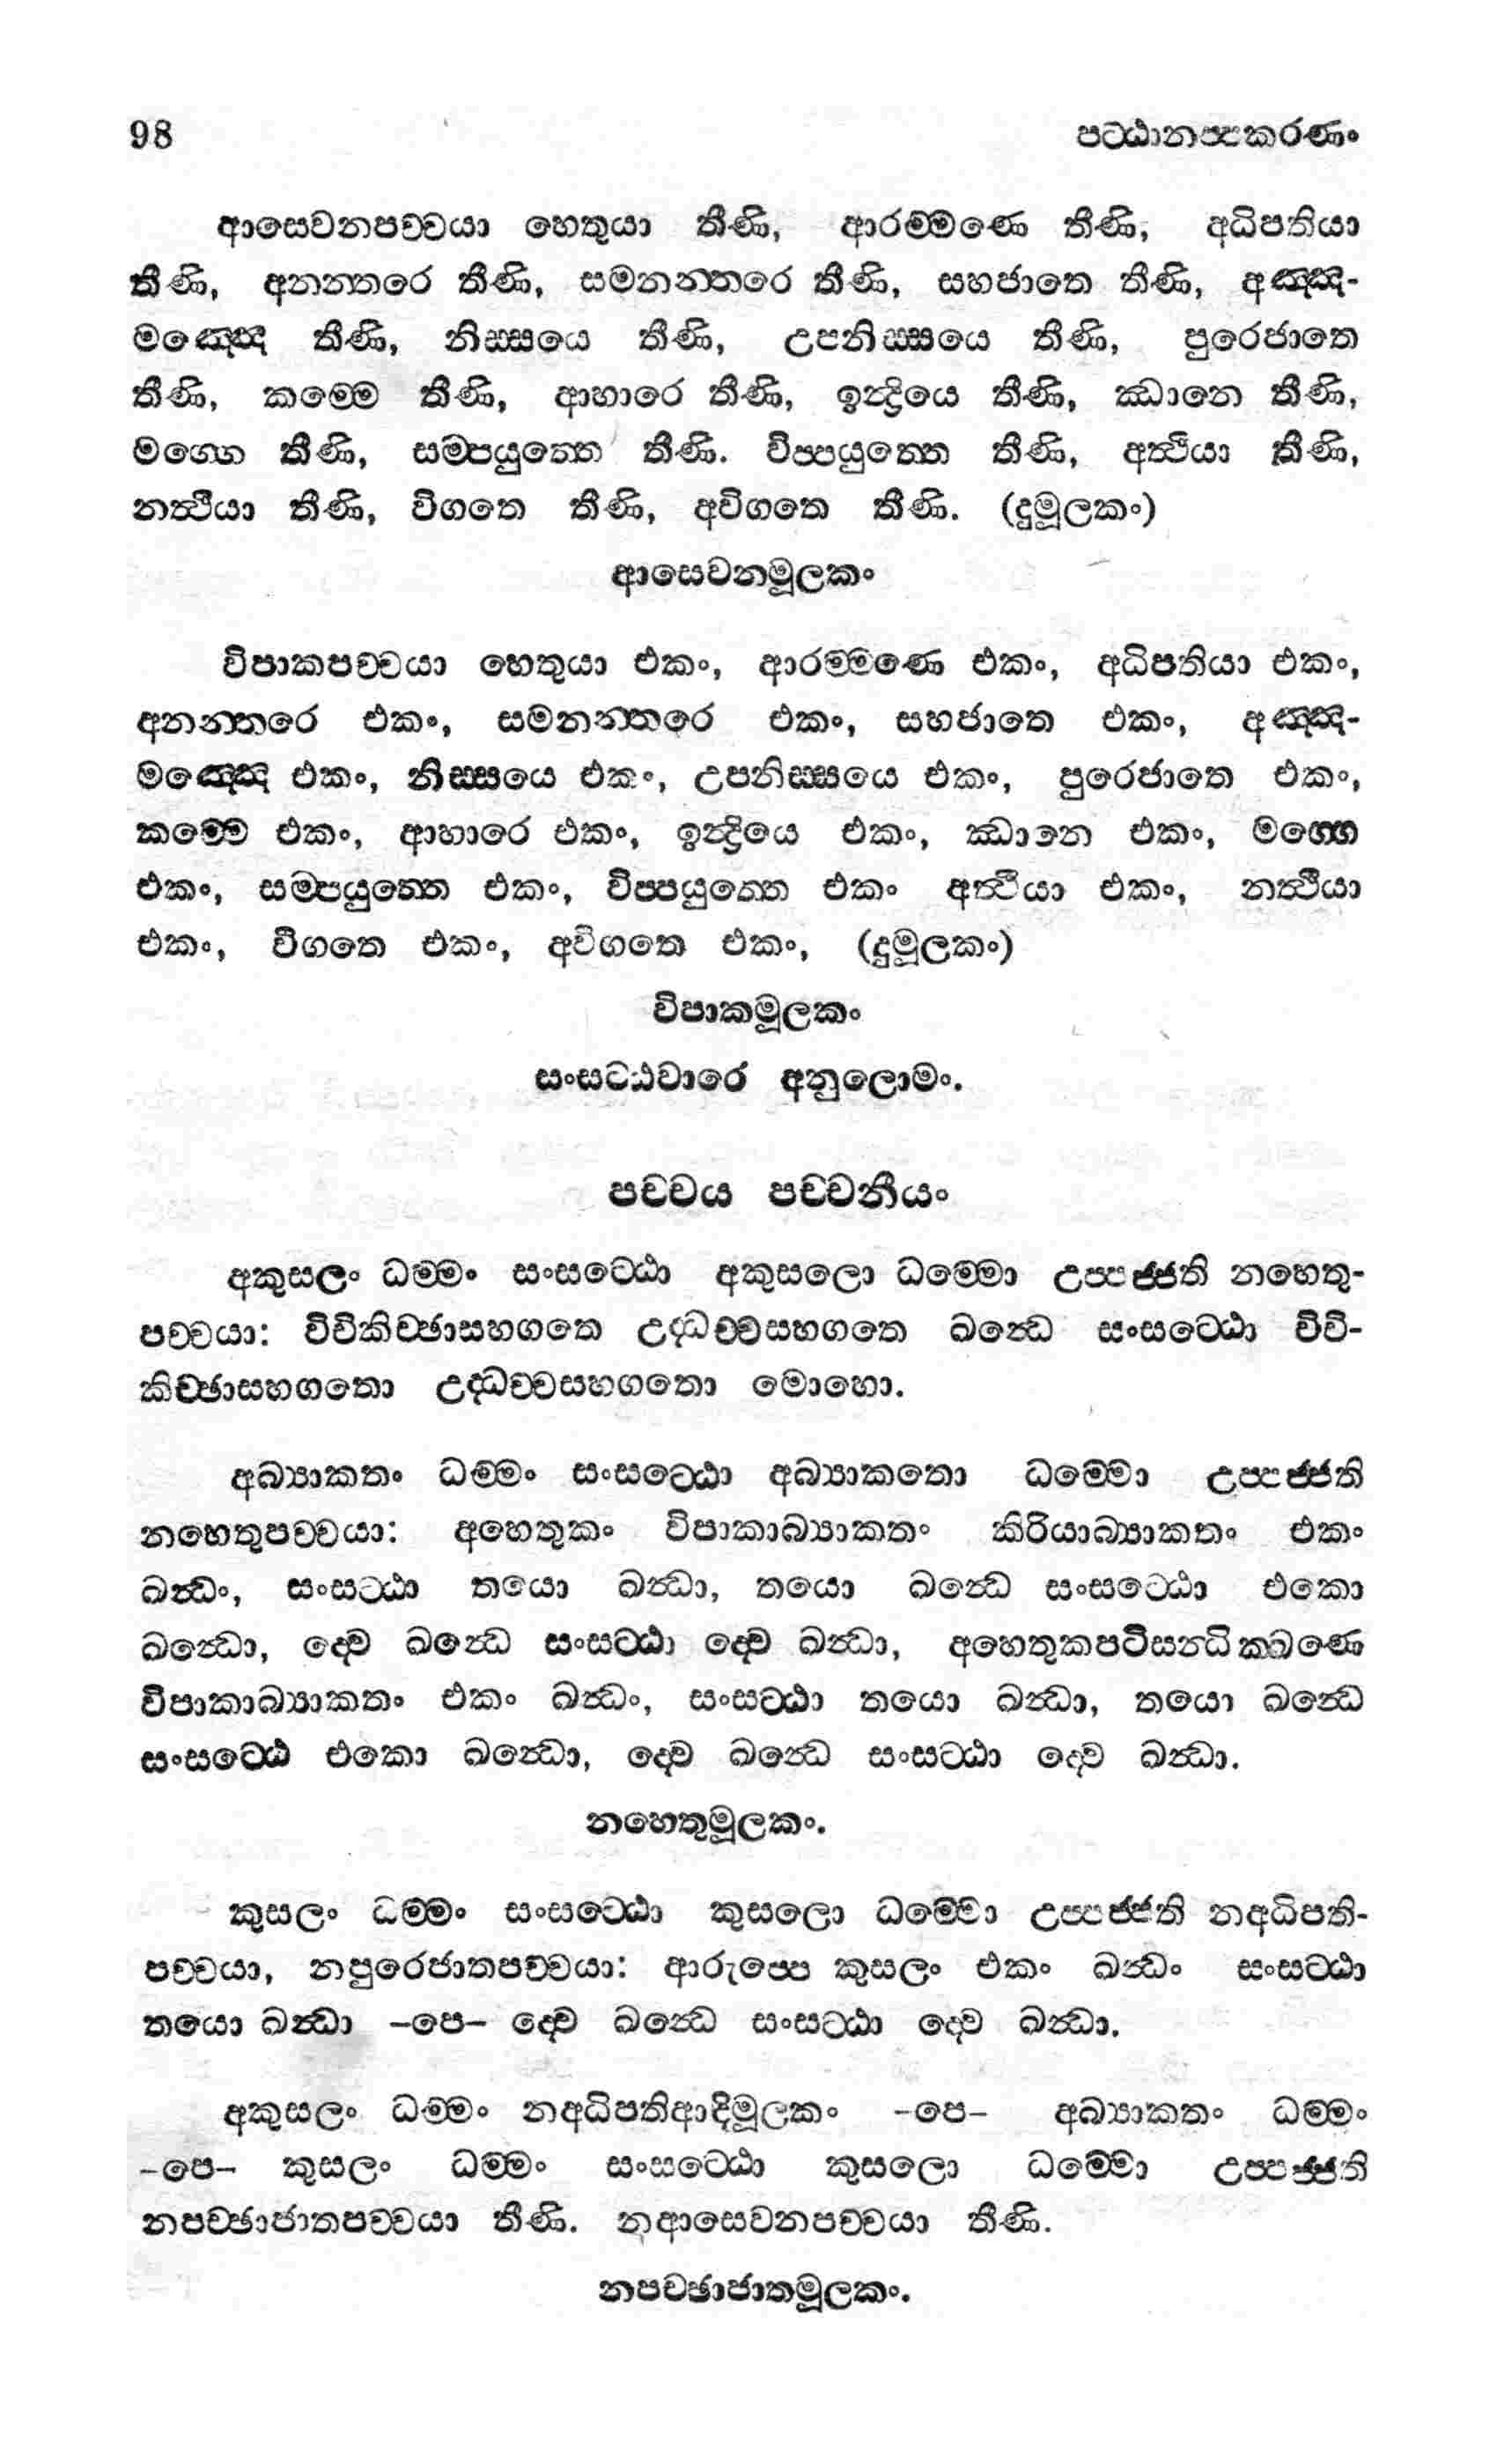 98 පට්ඨානප්පකරණං
ආසෙවනපච්චයා හෙතුයා තීණි, ආරම්මණෙ තීණි, අධිපතියා
තීණි, අනන්තරෙ තීණි, සමනන්තරෙ තීණි, සහජාතෙ තීණි, අඤ්ඤ-
මඤ්ඤෙ තීණි, නිස්සයෙ තීණි, උපනිස්සයෙ තීණි, පුරෙජාතෙ
තීණි, කම්මෙ තීණි, ආහාරෙ තීණි, ඉන්ද්‍රියෙ තීණි, ඣානෙ තීණි,
මග්ගෙ තීණි, සම්පයුත්තෙ තීණි. විප්පයුත්තෙ තීණි, අත්ථියා තීණි,
නත්ථියා තීණි, විගතෙ තීණි, අවිගතෙ තීණි. (දුමූලකං)
ආසෙවනමූලකං
විපාකපච්චයා හෙතුයා එකං, ආරම්මණෙ එකං, අධිපතියා එකං,
අනන්තරෙ එකං, සමනන්තරෙ එකං, සහජාතෙ එකං, අඤ්ඤ-
මඤ්ඤෙ එකං, නිස්සයෙ එකං, උපනිස්සයෙ එකං, පුරෙජාතෙ එකං,
කම්මෙ එකං, ආහාරෙ එකං, ඉන්ද්‍රියෙ එකං, ඣානෙ එකං, මග්ගෙ
එකං, සම්පයුත්තෙ එකං, විප්පයුත්තෙ එකං අත්ථියා එකං, නත්ථියා
එකං, විගතෙ එකං, අවිගතෙ එකං, (දුමූලකං)
විපාකමූලකං
සංසට්ඨවාරෙ අනුලොමං.
පච්චය පච්චනීයං
අකුසලං ධම්මං සංසට්ඨො අකුසලො ධම්මො උප්පජ්ජති නහෙතු-
පච්චයා: විචිකිච්ඡාසහගතෙ උද්ධච්චසහගතෙ ඛන්ධෙ සංසට්ඨො විචි-
කිච්ඡාසහගතො උද්ධච්චසහගතො මොහො.
අබ්‍යාකතං ධම්මං සංසට්ඨො අබ්‍යාකතො ධම්මො උප්පජ්ජති
නහෙතුපච්චයා: අහෙතුකං විපාකාබ්‍යාකතං කිරියාබ්‍යාකතං එකං
ඛන්ධං, සංසට්ඨා තයො ඛන්ධා, තයො ඛන්ධෙ සංසට්ඨො එකො
ඛන්ධො, ද්වෙ ඛන්ධෙ සංසට්ඨා ද්වෙ ඛන්ධා, අහෙතුකපටිසන්ධික්ඛණෙ
විපාකාබ්‍යාකතං එකං ඛන්ධං, සංසට්ඨා තයො ඛන්ධා, තයො ඛන්ධෙ
සංසට්ඨෙ එකො ඛන්ධො, ද්වෙ ඛන්ධෙ සංසට්ඨා ද්වෙ ඛන්ධා.
නහෙතුමූලකං.
කුසලං ධම්මං සංසට්ඨො කුසලො ධම්මො උප්පජ්ජති නඅධිපති-
පච්චයා, නපුරෙජාතපච්චයා: ආරුප්පෙ කුසලං එකං ඛන්ධං සංසට්ඨා
තයො ඛන්ධා -පෙ- ද්වෙ ඛන්ධෙ සංසට්ඨා ද්වෙ ඛන්ධා.
අකුසලං ධම්මං නඅධිපතිආදිමූලකං -පෙ- අබ්‍යාකතං ධම්මං
-පෙ- කුසලං ධම්මං සංසට්ඨො කුසලො ධම්මො උප්පජ්ජති
නපච්ඡාජාතපච්චයා තීණි. නආසෙවනපච්චයා තීණි.
නපච්ඡාජාතමූලකං.